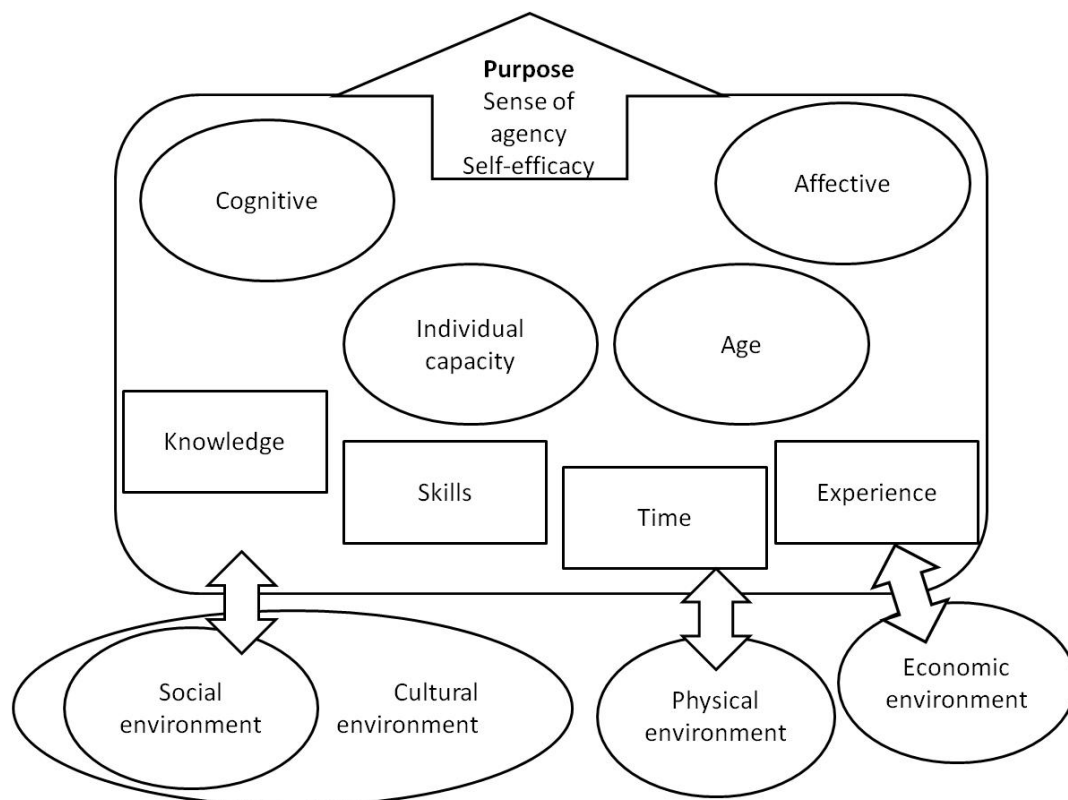 Purpose
Sense of
agency
Self-efficacy
Cognitive
Affective
Individual
capacity
Age
Knowledge
Skills
Time
Experience
Social
environment
Cultural
environment
Physical
environment
Economic
environment